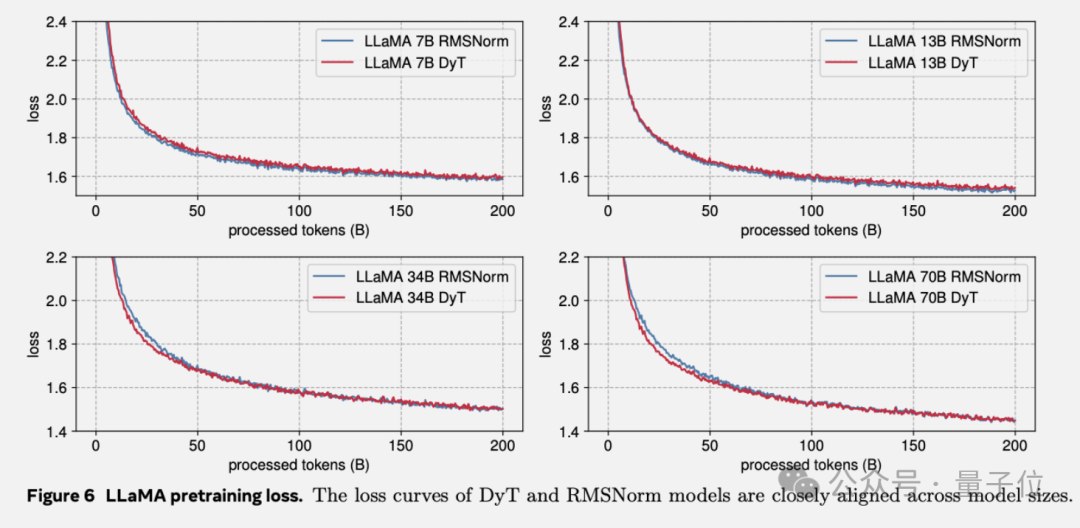 2.4
2.2
2.0
1.8
1.6
loss
LLaMA 7B RMSNorm
LLaMA 7B DyT
0 50 100 150 200
processed tokens (B)
2.4
2.2
2.0
1.8
1.6
loss
LLaMA 13B RMSNorm
LLaMA 13B DyT
0 50 100 150 200
processed tokens (B)
2.2
2.0
1.8
1.6
1.4
loss
LLaMA 34B RMSNorm
LLaMA 34B DyT
0 50 100 150 200
processed tokens (B)
2.2
2.0
1.8
1.6
1.4
loss
LLaMA 70B RMSNorm
LLaMA 70B DyT
0 50 100 150 200
processed tokens (B)
公众号 · 量子位
Figure 6 LLaMA pretraining loss. The loss curves of DyT and RMSNorm models are closely aligned across model sizes.